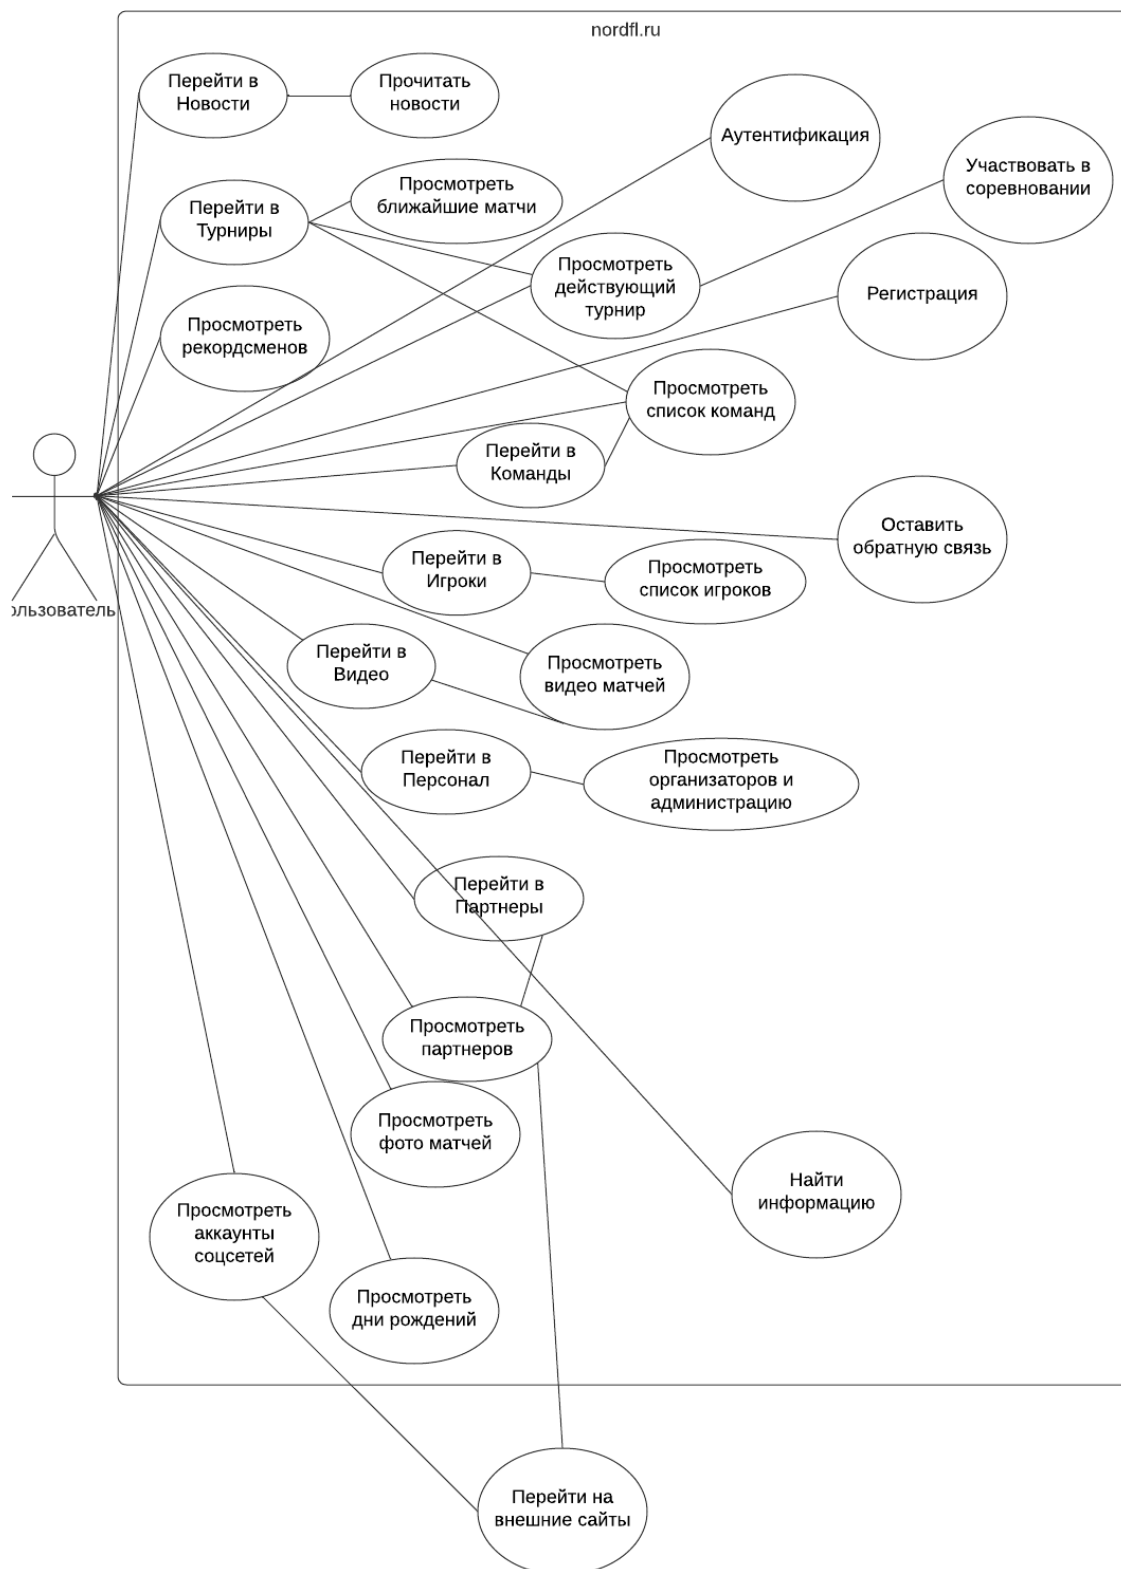 nordfl.ru
Перейти в
Новости
Прочитать
новости
Аутентификация
Участвовать в
соревновании
Просмотреть
ближайшие матчи
Перейти в
Турниры
Просмотреть
действующий
турнир
Регистрация
Просмотреть
рекордсменов
Просмотреть
список команд
Перейти в
Команды
Оставить
обратную связь
Перейти в
Игроки
Просмотреть
список игроков
ользователь
Перейти в
Видео
Просмотреть
видео матчей
Перейти в
Персонал
Просмотреть
организаторов и
администрацию
Перейти в
Партнеры
Просмотреть
партнеров
Просмотреть
фото матчей
Найти
информацию
Просмотреть
аккаунты
соцсетей
Просмотреть
дни рождений
Перейти на
внешние сайты